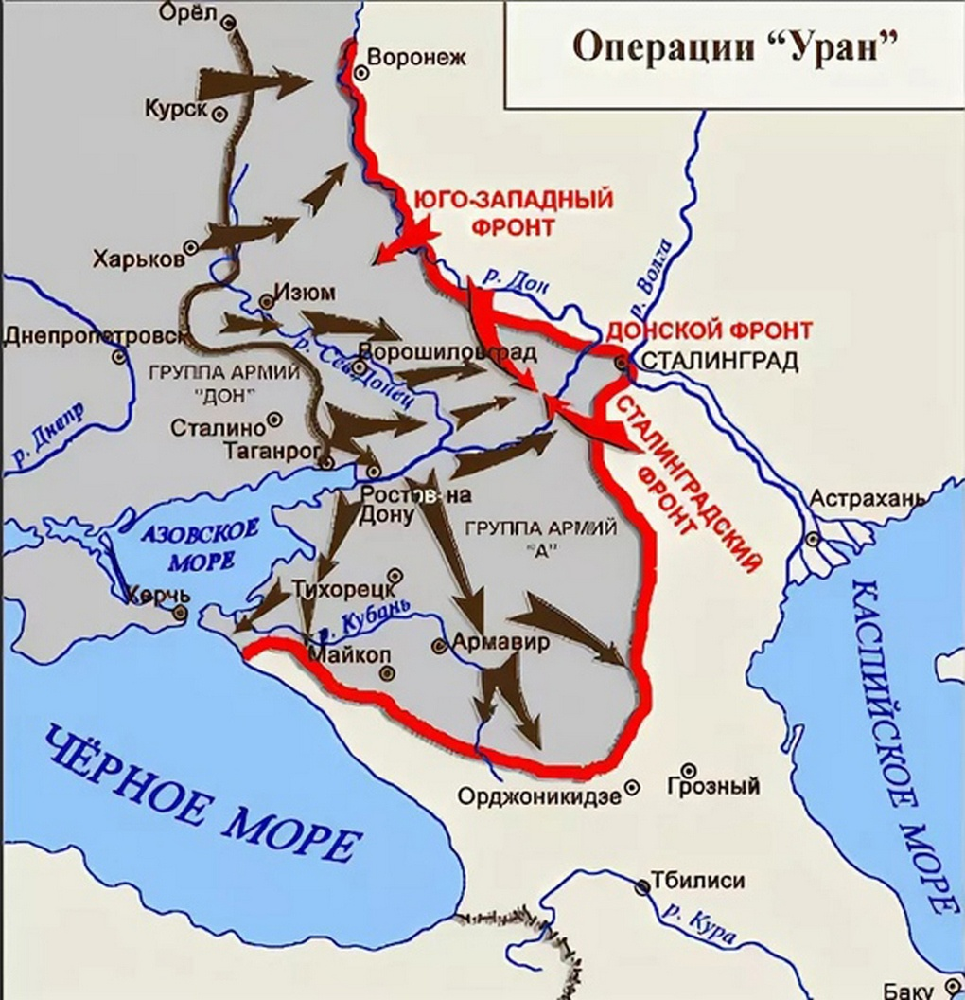 Операции “Уран”
Орёл
Воронеж
Курск
ЮГО-ЗАПАДНЫЙ
ФРОНТ
Харьков
р. Волга
р. Дон
Изюм
Днепропетровск
ДОНСКОЙ ФРОНТ
р. Сев. Донец
Ворошиловград
СТАЛИНГРАД
ГРУППА АРМИЙ
“ДОН”
р. Днепр
Сталино
СТАЛИНГРАДСКИЙ
ФРОНТ
Таганрог
Ростов на
Дону
Астрахань
ГРУППА АРМИЙ
“А”
АЗОВСКОЕ
МОРЕ
Керчь
Тихорецк
р. Кубань
Армавир
Майкоп
КАСПИЙСКОЕ МОРЕ
ЧЁРНОЕ МОРЕ
Орджоникидзе
Грозный
Тбилиси
р. Кура
Баку